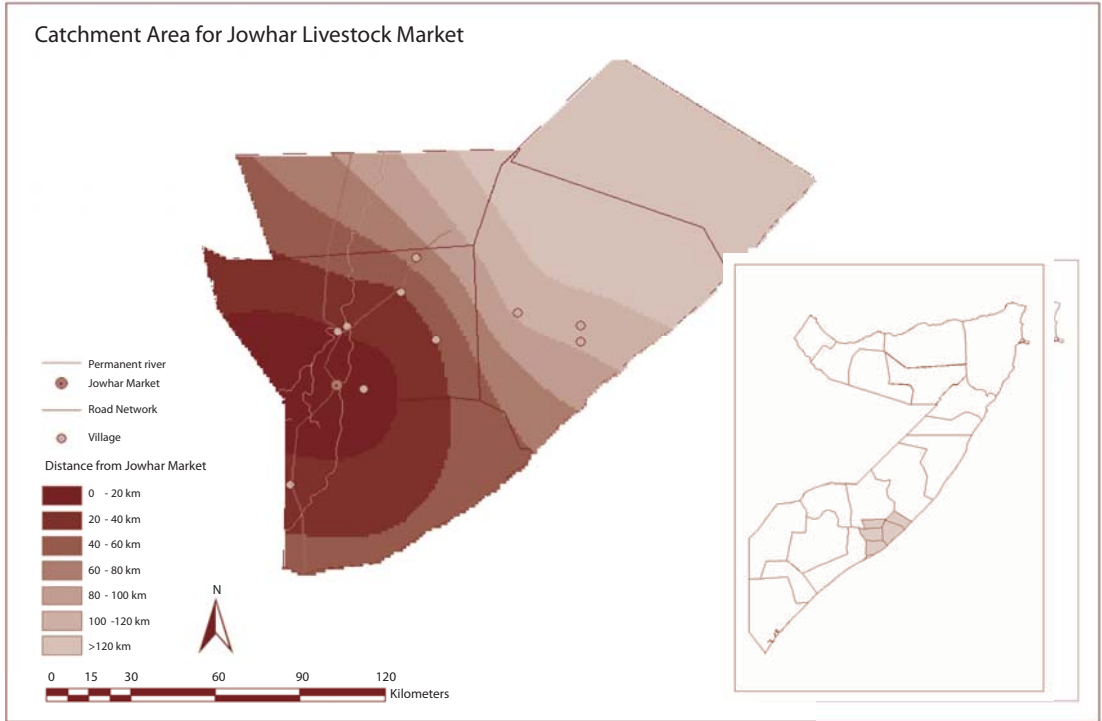 Catchment Area for Jowhar Livestock Market
Permanent river
Jowhar Market
Road Network
Village
Distance from Jowhar Market
0 - 20 km
20 - 40 km
40 - 60 km
60 - 80 km
80 - 100 km
100 -120 km
>120 km
N
0 15 30 60 90 120
Kilometers